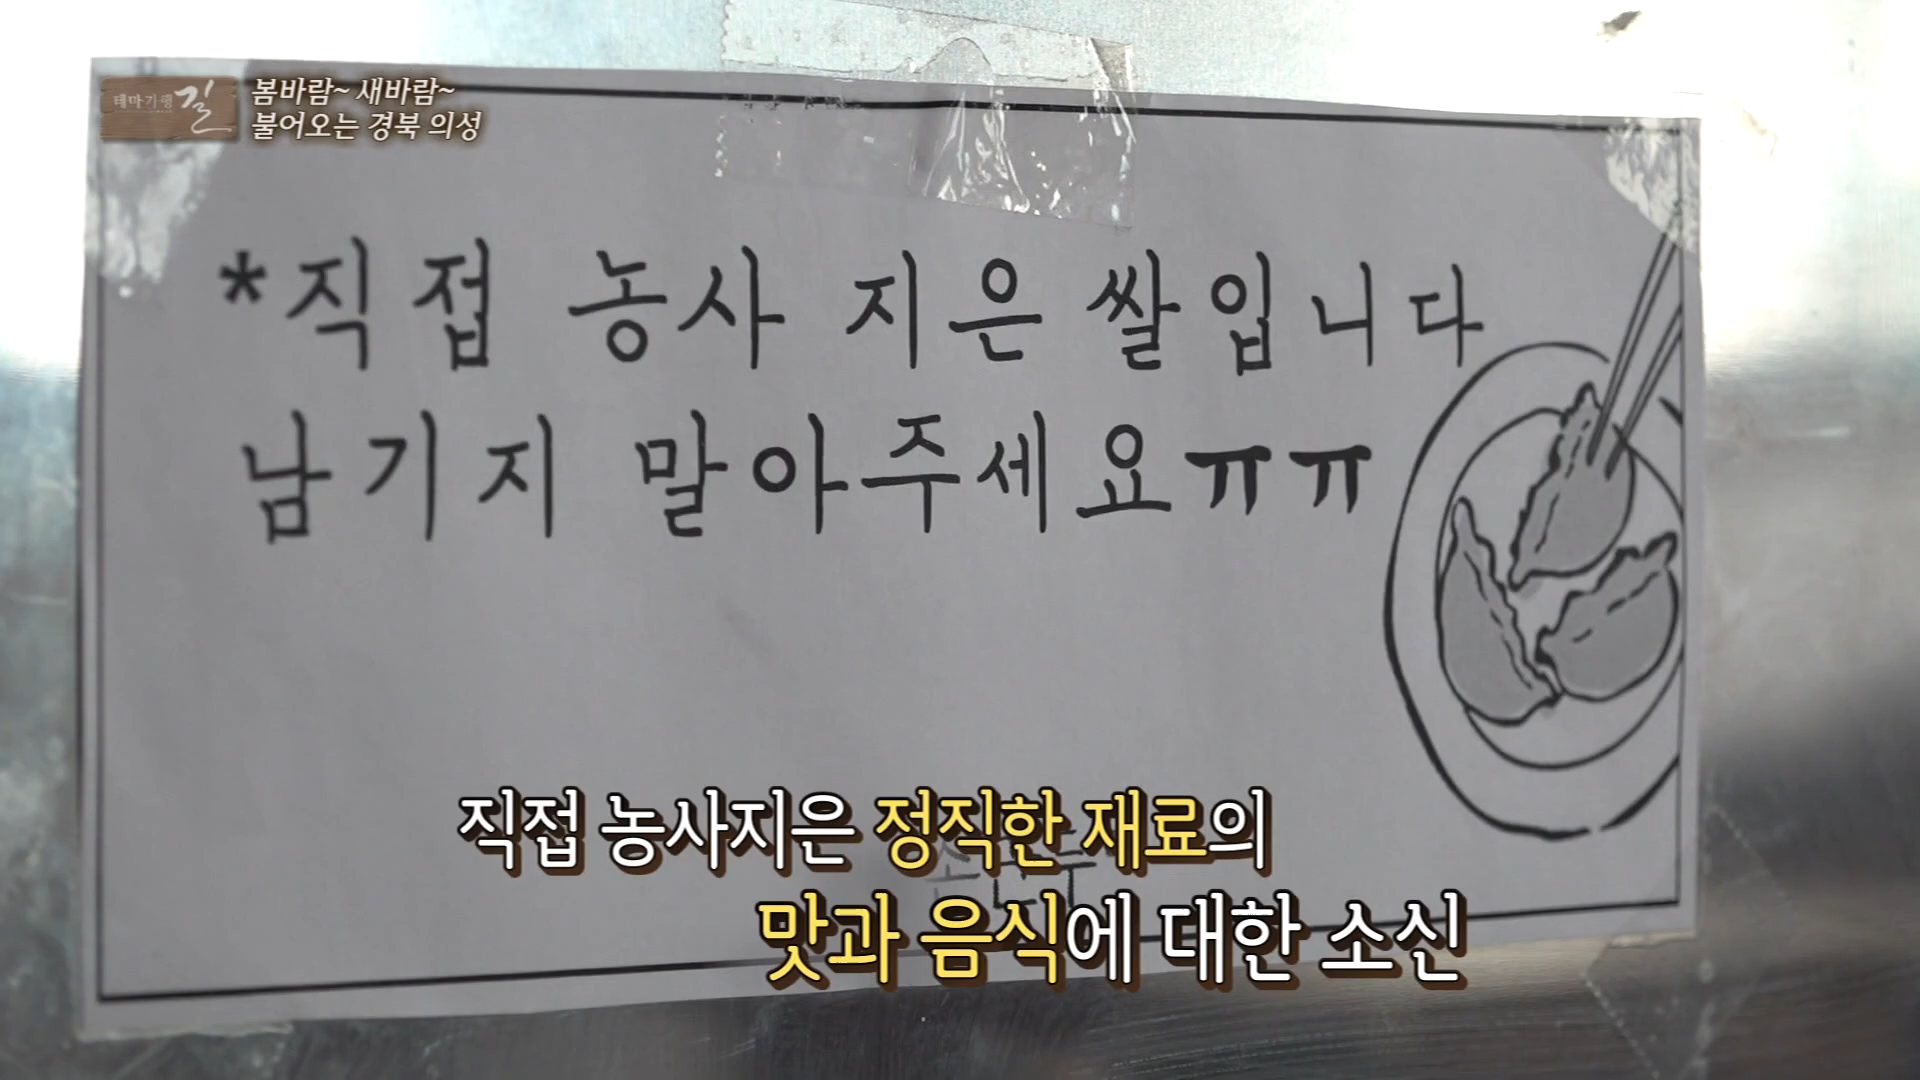 테마기행 길
봄바람~ 새바람~
불어오는 경북 의성
*직접 농사 지은 쌀입니다
남기지 말아주세요ㅠㅠ
직접 농사지은 정직한 재료의
맛과 음식에 대한 소신